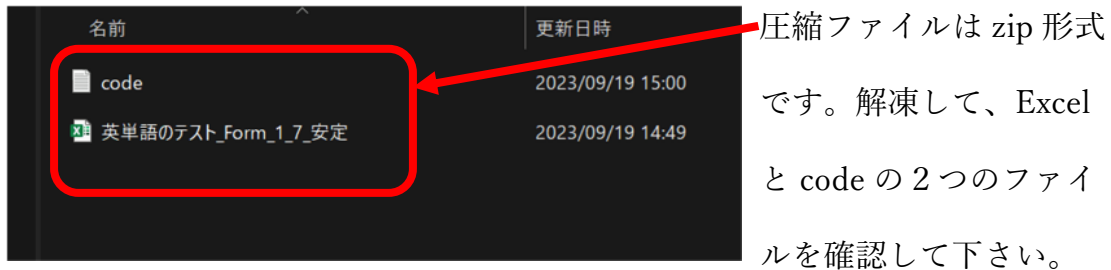 名前 更新日時
code 2023/09/19 15:00
英単語のテスト_Form_1_7_安定 2023/09/19 14:49
圧縮ファイルは zip 形式
です。解凍して、Excel
と code の２つのファイ
ルを確認して下さい。